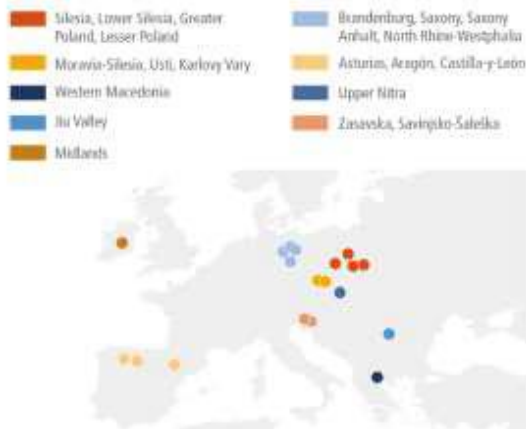 Silesia, Lower Silesia, Greater
Poland, Lesser Poland
Moravia-Silesia, Usti, Karlovy Vary
Western Macedonia
Jiu Valley
Midlands
Brandenburg, Saxony, Saxony
Anhalt, North Rhine-Westphalia
Asturias, Aragón, Castilla-y-León
Upper Nitra
Zasavska, Savinjsko-Šaleška